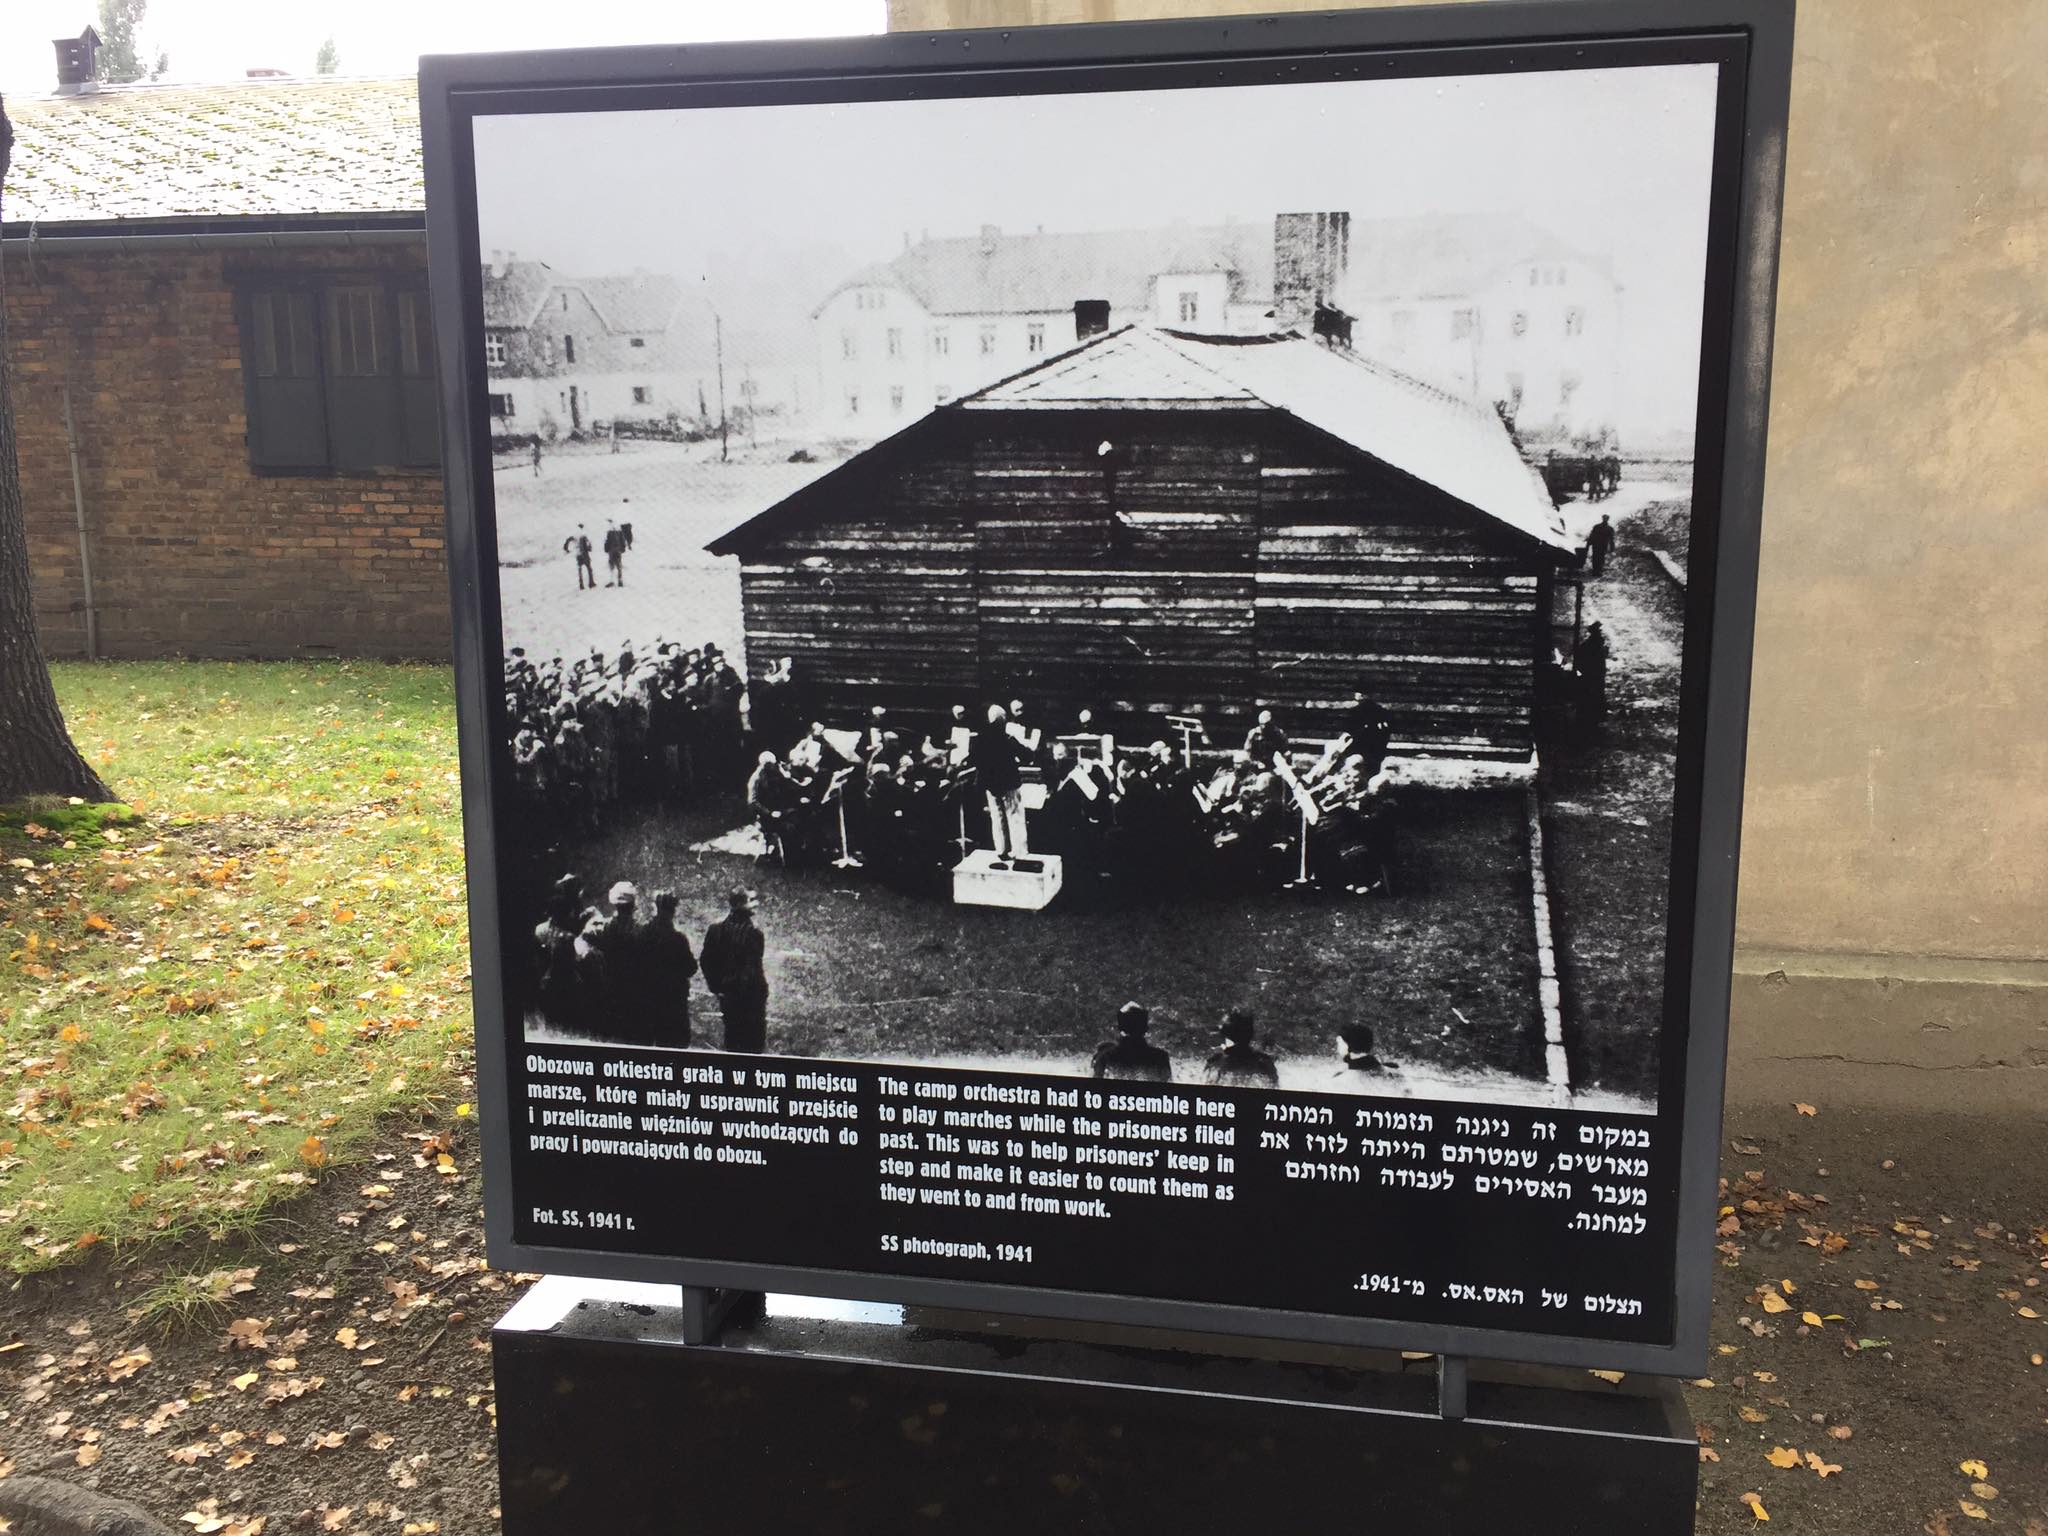 Obozowa orkiestra grała w tym miejscu
marsze, które miały usprawnić przejście
i przeliczanie więźniów wychodzących do
pracy i powracających do obozu.
Fot. SS, 1941 r.
The camp orchestra had to assemble here
to play marches while the prisoners filed
past. This was to help prisoners' keep in
step and make it easier to count them as
they went to and from work.
SS photograph, 1941
במקום זה ניגנה תזמורת המחנה
מארשים, שמטרתם הייתה לזרז את
מעבר האסירים לעבודה וחזרתם
למחנה.
תצלום של האס.אס. מ-1941.